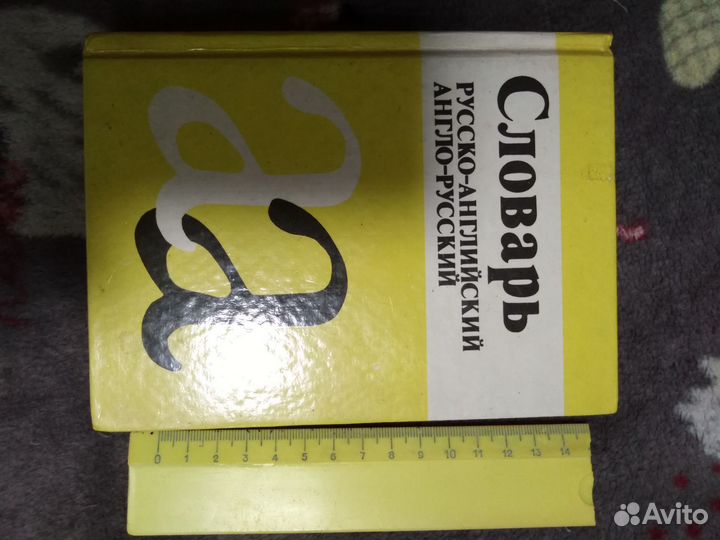 Словарь
РУССКО-АНГЛИЙСКИЙ
АНГЛО-РУССКИЙ
a a
0 1 2 3 4 5 6 7 8 9 10 11 12 13 14
Avito